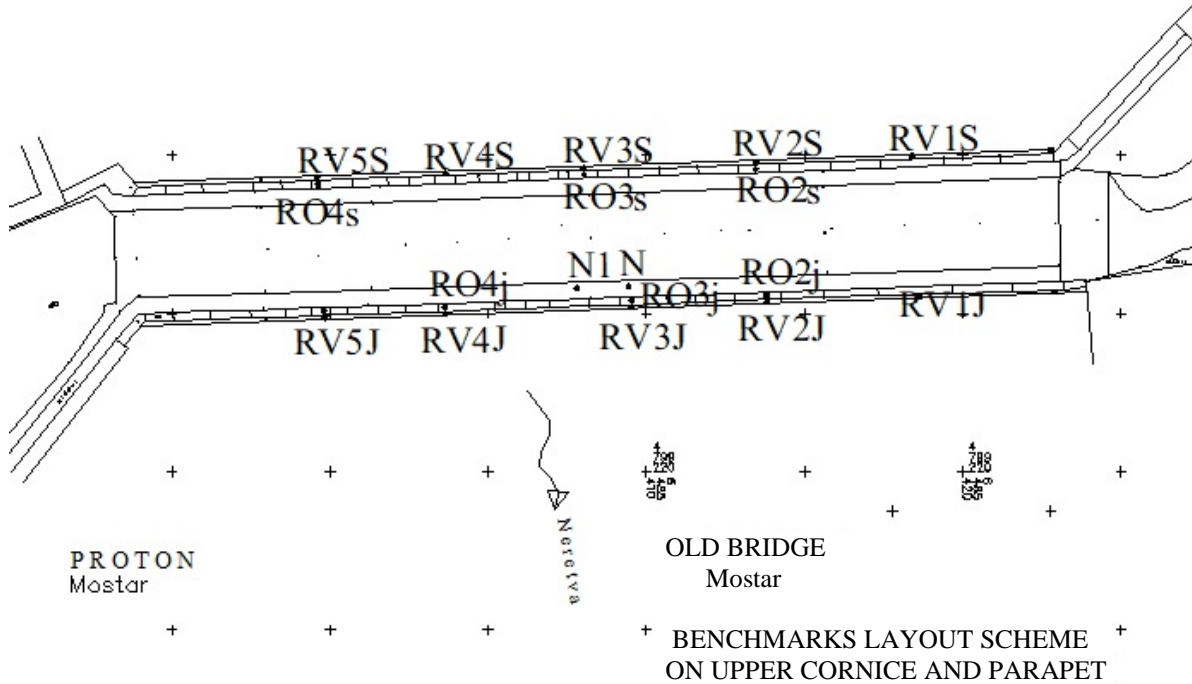 RV5S RV4S RV3S RV2S RV1S
RO4s RO3s RO2s
N1 N RO2j
RO4j RO3j
RV5J RV4J RV3J RV2J RV1J
Neretva
PROTON
Mostar
OLD BRIDGE
Mostar
BENCHMARKS LAYOUT SCHEME
ON UPPER CORNICE AND PARAPET